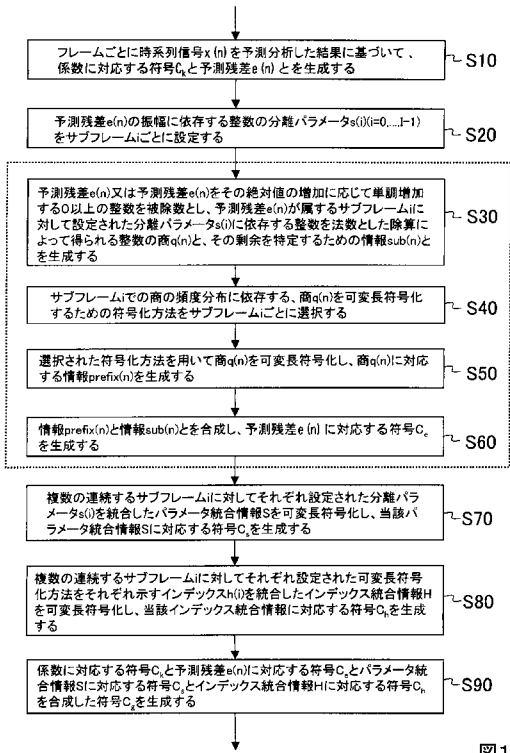 フレームごとに時系列信号x(n)を予測分析した結果に基づいて、
係数に対応する符号Ckと予測残差e(n)とを生成する
S10
予測残差e(n)の振幅に依存する整数の分離パラメータs(i)(i=0,...,I-1)
をサブフレームiごとに設定する
S20
予測残差e(n)又は予測残差e(n)をその絶対値の増加に応じて単調増加
する0以上の整数を被除数とし、予測残差e(n)が属するサブフレームiに
対して設定された分離パラメータs(i)に依存する整数を法数とした除算に
よって得られる整数の商q(n)と、その剰余を特定するための情報sub(n)と
を生成する
S30
サブフレームiでの商の頻度分布に依存する、商q(n)を可変長符号化
するための符号化方法をサブフレームiごとに選択する
S40
選択された符号化方法を用いて商q(n)を可変長符号化し、商q(n)に対応
する情報prefix(n)を生成する
S50
情報prefix(n)と情報sub(n)とを合成し、予測残差e(n)に対応する符号Ce
を生成する
S60
複数の連続するサブフレームiに対してそれぞれ設定された分離パラ
メータs(i)を統合したパラメータ統合情報Sを可変長符号化し、当該パ
ラメータ統合情報Sに対応する符号Csを生成する
S70
複数の連続するサブフレームiに対してそれぞれ設定された可変長符号
化方法をそれぞれ示すインデックスh(i)を統合したインデックス統合情報H
を可変長符号化し、当該インデックス統合情報に対応する符号Chを生成
する
S80
係数に対応する符号Ckと予測残差e(n)に対応する符号Ceとパラメータ統
合情報Sに対応する符号Csとインデックス統合情報Hに対応する符号Ch
を合成した符号Cgを生成する
S90
図1